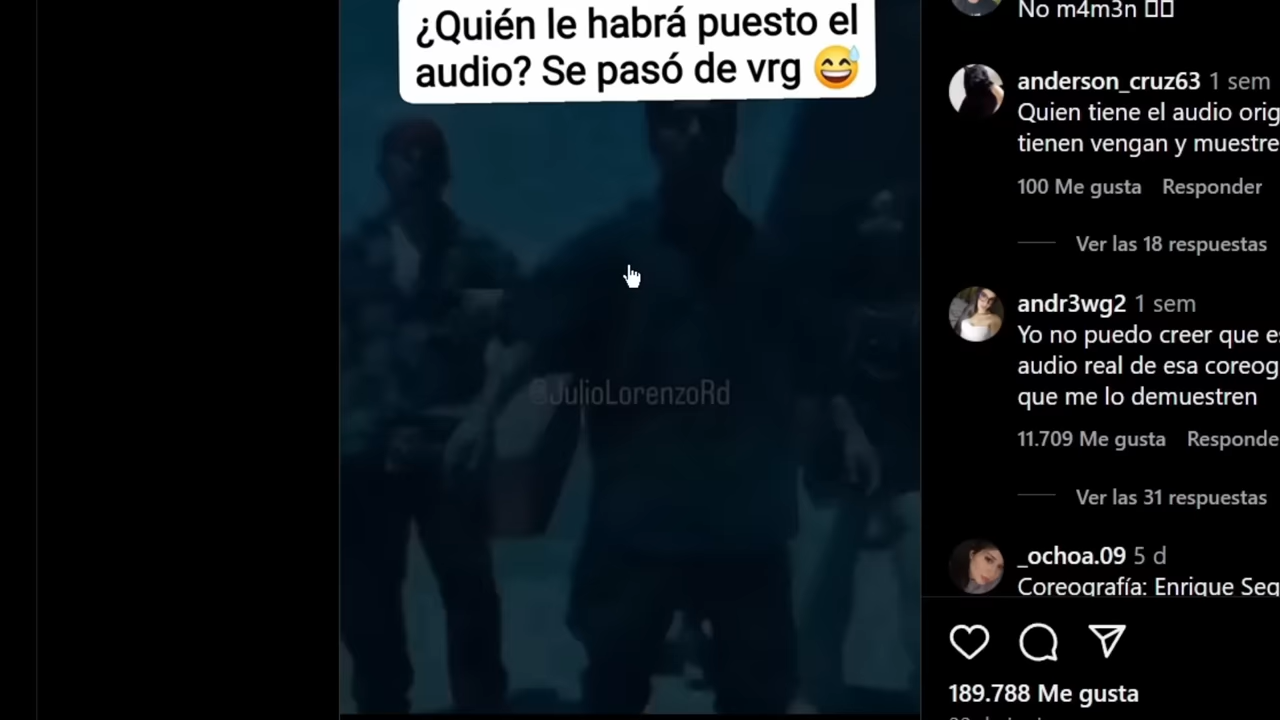 ¿Quién le habrá puesto el
audio? Se pasó de vrg 😅
@JulioLorenzoRd
No m4m3n
anderson_cruz63 1 sem
Quien tiene el audio orig
tienen vengan y muestre
100 Me gusta Responder
Ver las 18 respuestas
andr3wg2 1 sem
Yo no puedo creer que es
audio real de esa coreog
que me lo demuestren
11.709 Me gusta Responde
Ver las 31 respuestas
_ochoa.09 5 d
Coreografía: Enrique Seg
189.788 Me gusta